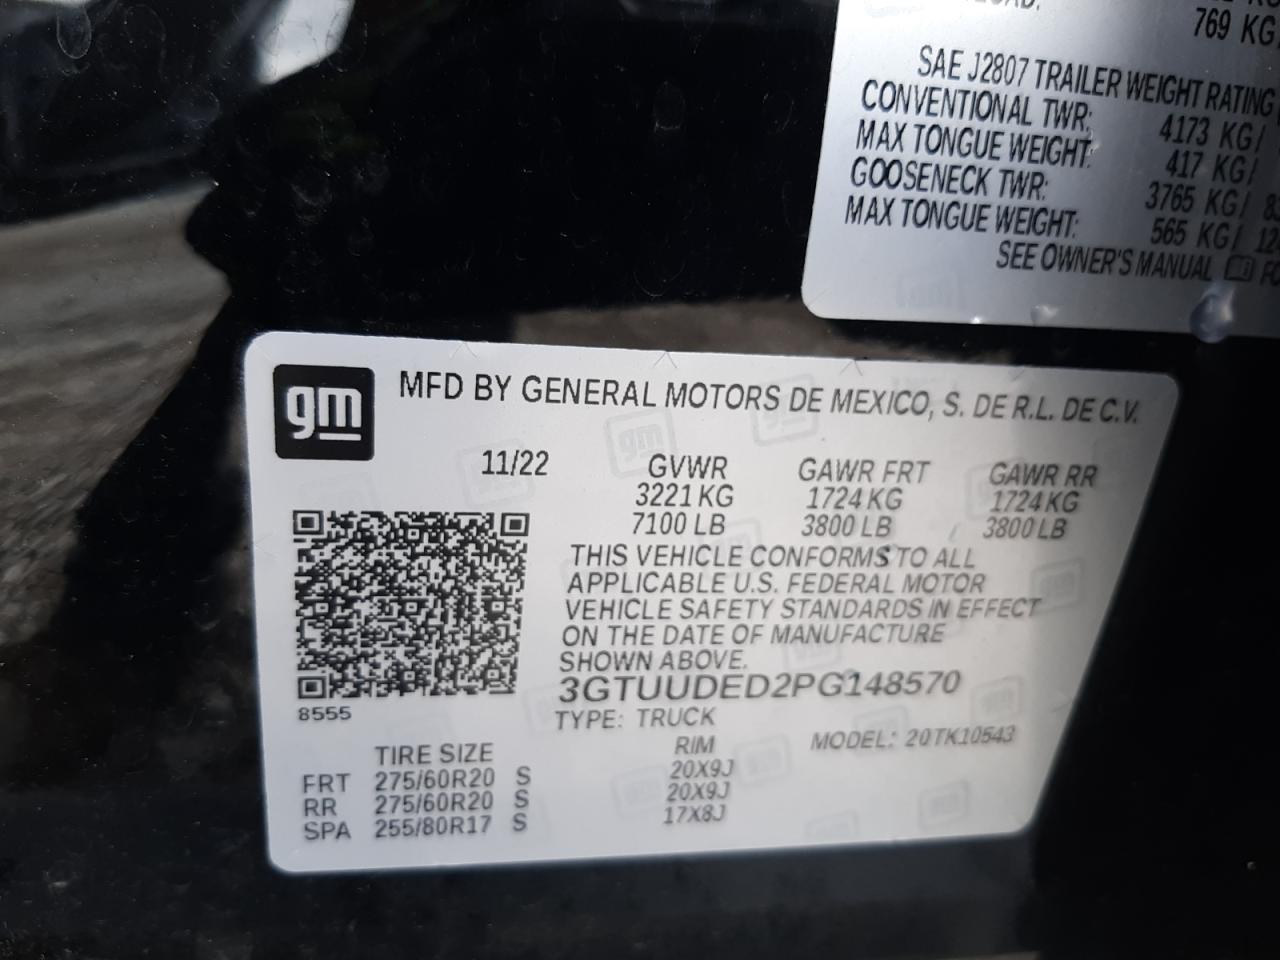 769 KG
SAE J2807 TRAILER WEIGHT RATING
CONVENTIONAL TWR: 4173 KG/
MAX TONGUE WEIGHT: 417 KG/
GOOSENECK TWR: 3765 KG/
MAX TONGUE WEIGHT: 565 KG/ 12
SEE OWNER'S MANUAL
gm
MFD BY GENERAL MOTORS DE MEXICO, S. DE R.L. DE C.V.
11/22 GVWR GAWR FRT GAWR RR
3221 KG 1724 KG 1724 KG
7100 LB 3800 LB 3800 LB
THIS VEHICLE CONFORMS TO ALL
APPLICABLE U.S. FEDERAL MOTOR
VEHICLE SAFETY STANDARDS IN EFFECT
ON THE DATE OF MANUFACTURE
SHOWN ABOVE.
3GTUUDED2PG148570
8555
TYPE: TRUCK
MODEL: 20TK10543
TIRE SIZE RIM
FRT 275/60R20 S 20X9J
RR 275/60R20 S 20X9J
SPA 255/80R17 S 17X8J